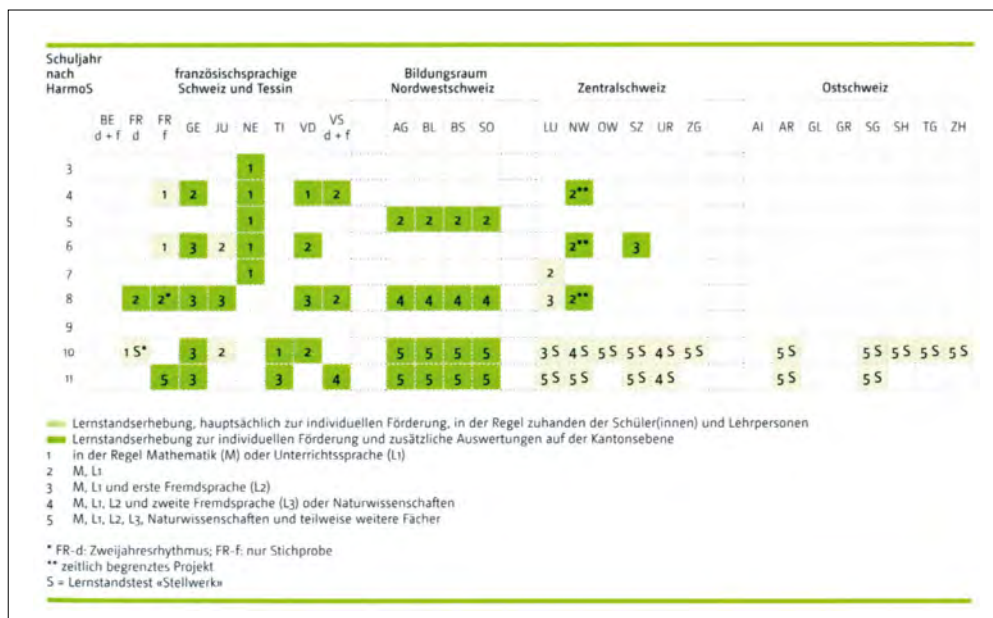 Schuljahr
nach
HarmoS
französischsprachige
Schweiz und Tessin
Bildungsraum
Nordwestschweiz
Zentralschweiz
Ostschweiz
BE d + f FR d FR f GE JU NE TI VD VS d + f AG BL BS SO LU NW OW SZ UR ZG AI AR GL GR SG SH TG ZH
3 1
4 1 2 1 1 2 2**
5 1 2 2 2 2
6 1 3 2 1 2 2** 3
7 1 2
8 2 2* 3 3 3 2 4 4 4 4 3 2**
9
10 1 S* 3 2 1 2 5 5 5 5 3 S 4 S 5 S 5 S 4 S 5 S 5 S 5 S 5 S 5 S 5 S
11 5 3 3 4 5 5 5 5 5 S 5 S 5 S 4 S 5 S 5 S
Lernstandserhebung, hauptsächlich zur individuellen Förderung, in der Regel zuhanden der Schüler(innen) und Lehrpersonen
Lernstandserhebung zur individuellen Förderung und zusätzliche Auswertungen auf der Kantonsebene
1 in der Regel Mathematik (M) oder Unterrichtssprache (L1)
2 M, L1
3 M, L1 und erste Fremdsprache (L2)
4 M, L1, L2 und zweite Fremdsprache (L3) oder Naturwissenschaften
5 M, L1, L2, L3, Naturwissenschaften und teilweise weitere Fächer
* FR-d: Zweijahresrhythmus; FR-f: nur Stichprobe
** zeitlich begrenztes Projekt
S = Lernstandstest «Stellwerk»